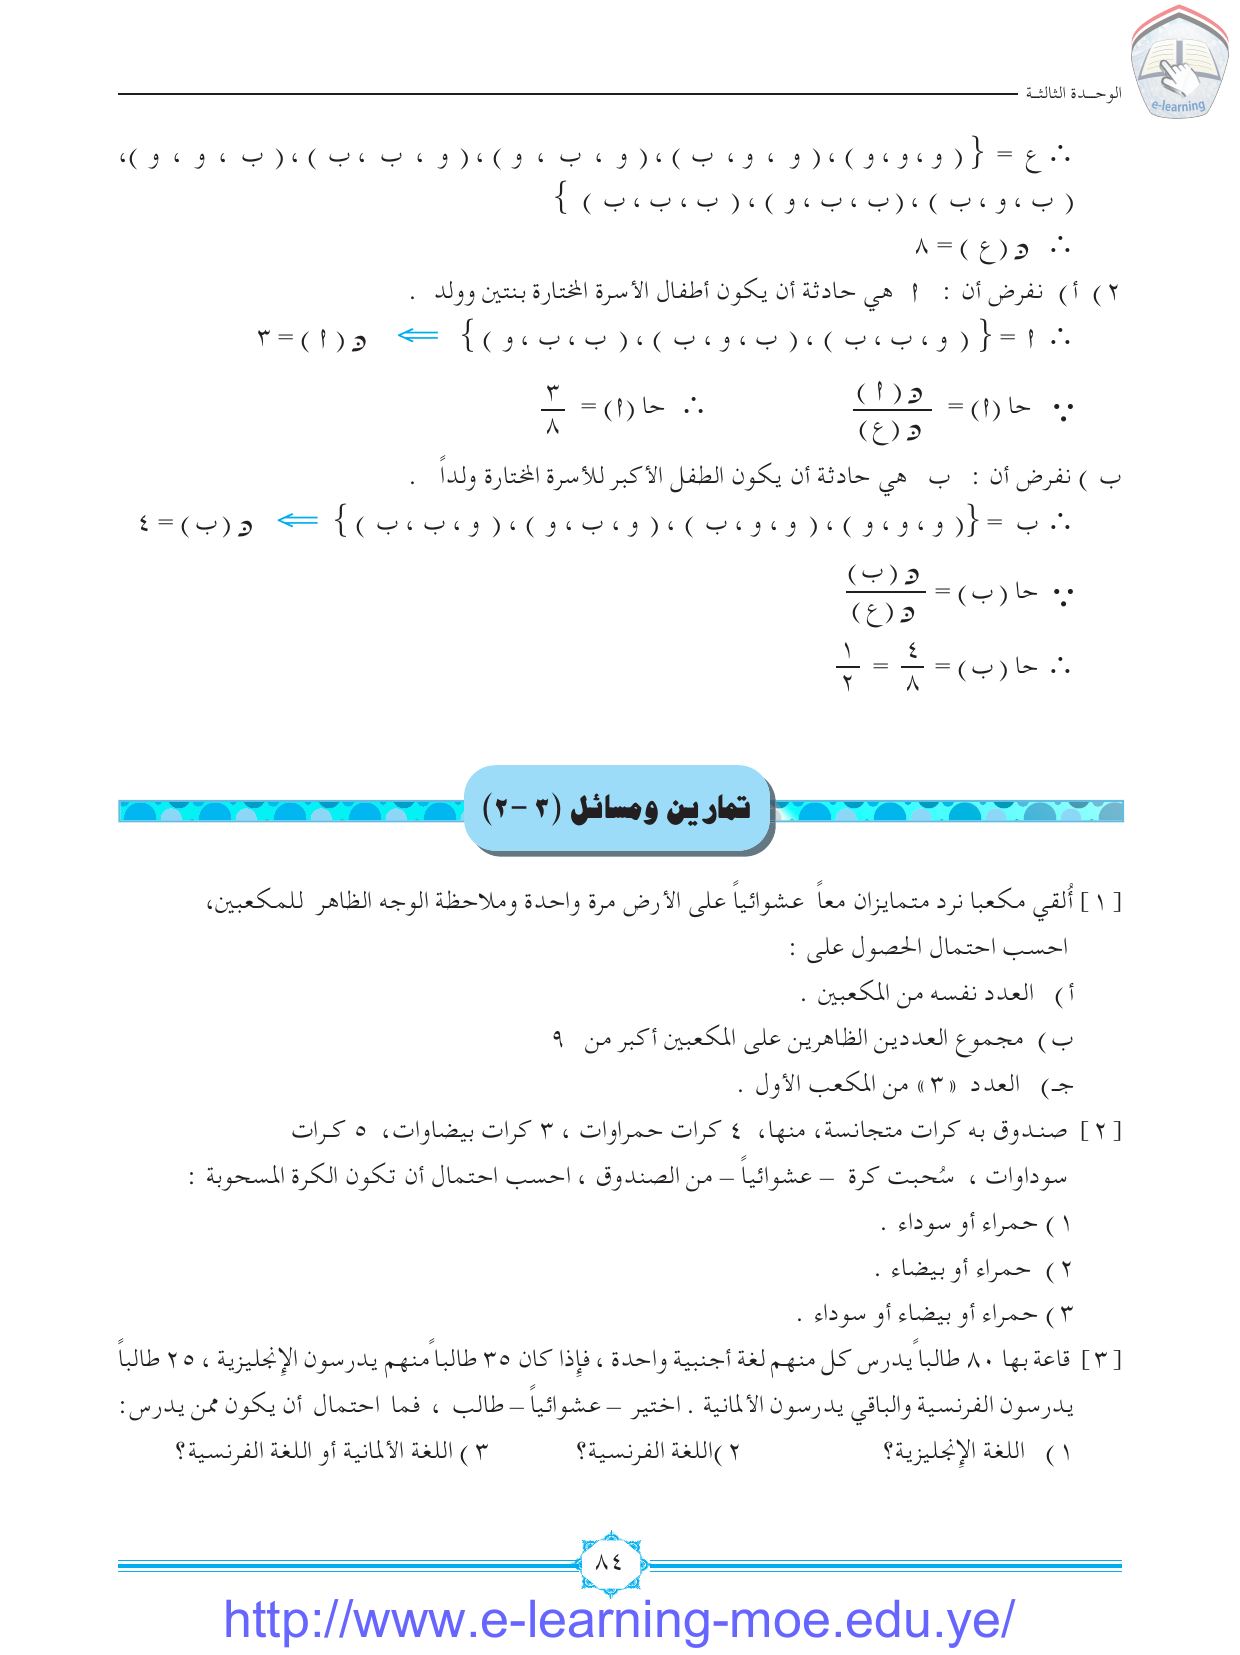 الوحـــدة الثالثـــة
e-learning
∴ ع = { ( و ، و ، و ) ، ( و ، و ، ب ) ، ( و ، ب ، و ) ، ( و ، ب ، ب ) ، ( ب ، و ، و )،
( ب ، و ، ب ) ، ( ب ، ب ، و ) ، ( ب ، ب ، ب ) }
∴ ن ( ع ) = ٨
٢) أ) نفرض أن : ا هي حادثة أن يكون أطفال الأسرة المختارة بنتين وولد .
∴ ا = { ( و ، ب ، ب ) ، ( ب ، و ، ب ) ، ( ب ، ب ، و ) } ⇐ ن ( ا ) = ٣
∵ حا (ا) = ن ( ا ) / ن ( ع ) ∴ حا (ا) = ٣ / ٨
ب ) نفرض أن : ب هي حادثة أن يكون الطفل الأكبر للأسرة المختارة ولداً .
∴ ب = {( و ، و ، و ) ، ( و ، و ، ب ) ، ( و ، ب ، و ) ، ( و ، ب ، ب ) } ⇐ ن ( ب ) = ٤
∵ حا ( ب ) = ن ( ب ) / ن ( ع )
∴ حا ( ب ) = ٤ / ٨ = ١ / ٢
تمارين ومسائل (٣ – ٢)
[ ١ ] أُلقي مكعبا نرد متمايزان معاً عشوائياً على الأرض مرة واحدة وملاحظة الوجه الظاهر للمكعبين،
احسب احتمال الحصول على :
أ) العدد نفسه من المكعبين .
ب) مجموع العددين الظاهرين على المكعبين أكبر من ٩
جـ) العدد « ٣ » من المكعب الأول .
[ ٢ ] صندوق به كرات متجانسة، منها، ٤ كرات حمراوات ، ٣ كرات بيضاوات، ٥ كرات
سوداوات ، سُحبت كرة – عشوائياً – من الصندوق ، احسب احتمال أن تكون الكرة المسحوبة :
١ ) حمراء أو سوداء .
٢ ) حمراء أو بيضاء .
٣ ) حمراء أو بيضاء أو سوداء .
[ ٣ ] قاعة بها ٨٠ طالباً يدرس كل منهم لغة أجنبية واحدة ، فإذا كان ٣٥ طالباً منهم يدرسون الإنجليزية ، ٢٥ طالباً
يدرسون الفرنسية والباقي يدرسون الألمانية . اختير – عشوائياً – طالب ، فما احتمال أن يكون ممن يدرس :
١ ) اللغة الإنجليزية؟ ٢ )اللغة الفرنسية؟ ٣ ) اللغة الألمانية أو اللغة الفرنسية؟
٨٤
http://www.e-learning-moe.edu.ye/